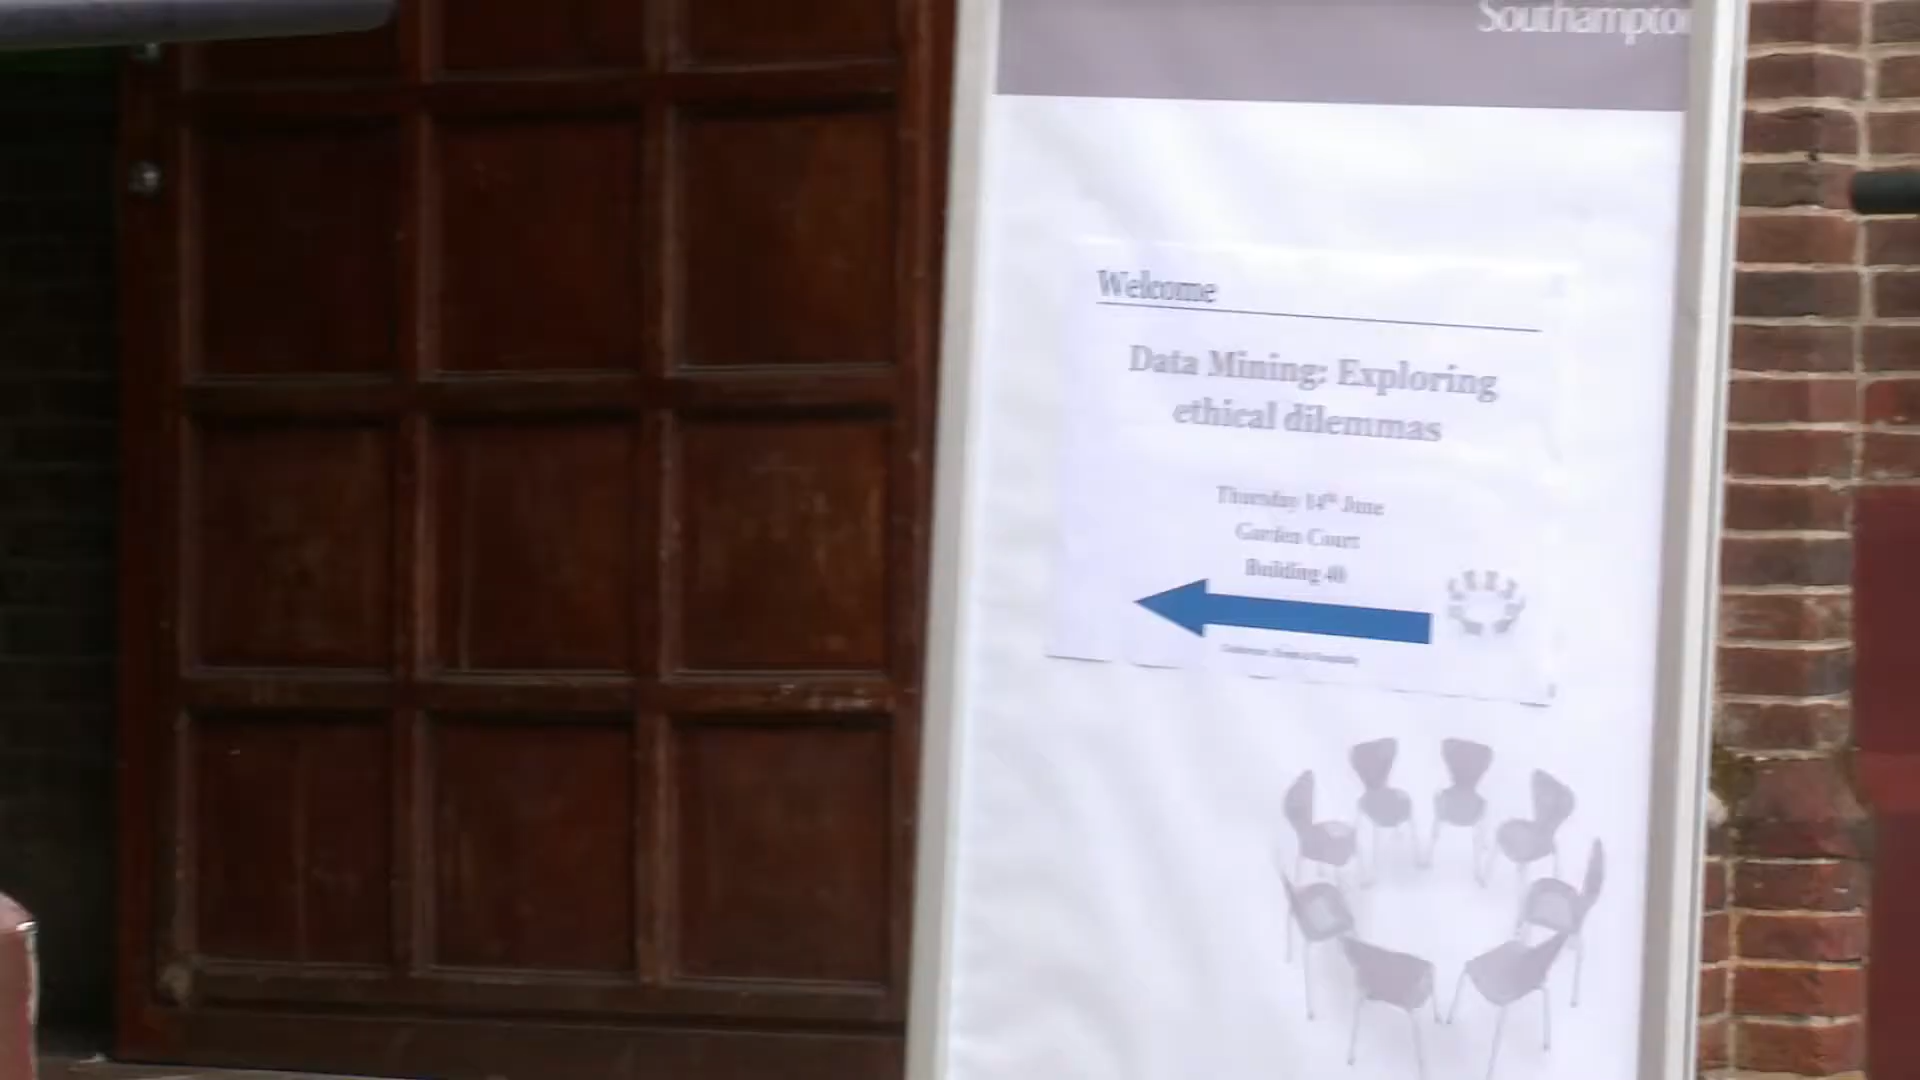 Southampton
Welcome
Data Mining: Exploring
ethical dilemmas
Thursday 14th June
Garden Court
Building 40